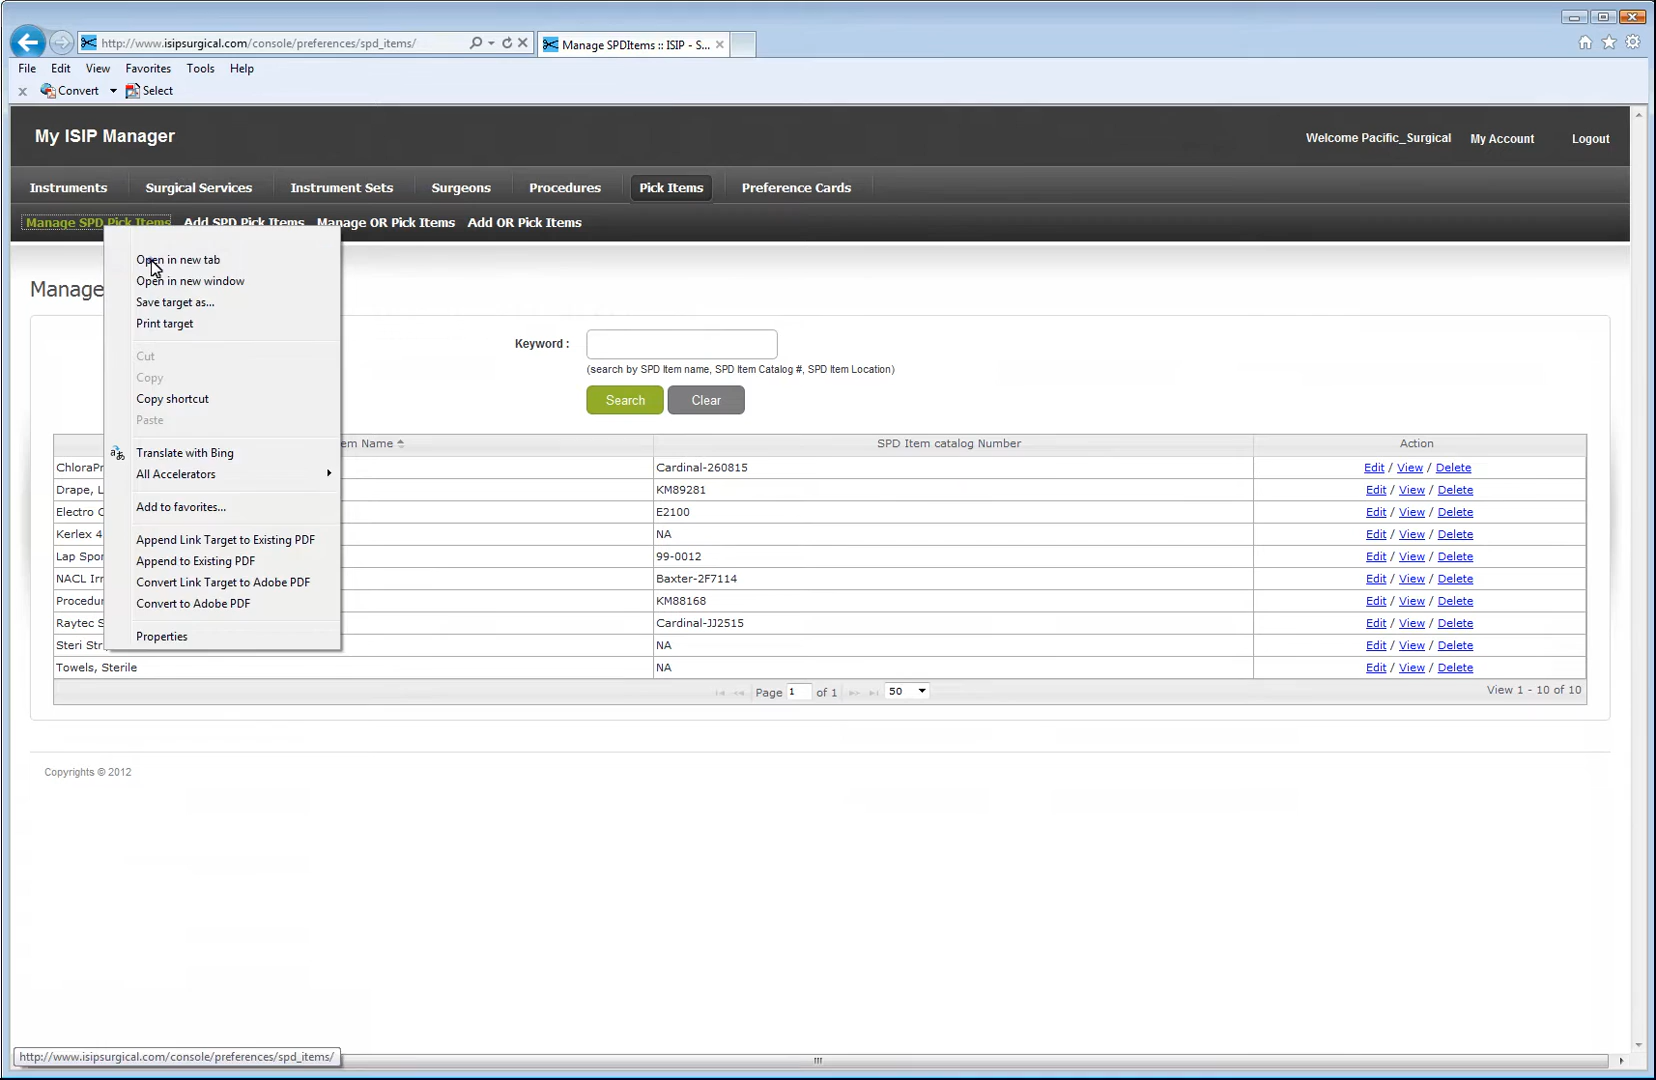 http://www.isipsurgical.com/console/preferences/spd_items/
Manage SPDItems :: ISIP - S...
File Edit View Favorites Tools Help
x Convert Select
My ISIP Manager
Welcome Pacific_Surgical My Account Logout
Instruments Surgical Services Instrument Sets Surgeons Procedures Pick Items Preference Cards
Manage SPD Pick Items Add SPD Pick Items Manage OR Pick Items Add OR Pick Items
Open in new tab
Open in new window
Save target as...
Print target
Cut
Copy
Copy shortcut
Paste
Translate with Bing
All Accelerators
Add to favorites...
Append Link Target to Existing PDF
Append to Existing PDF
Convert Link Target to Adobe PDF
Convert to Adobe PDF
Properties
Manage
Keyword :
(search by SPD Item name, SPD Item Catalog #, SPD Item Location)
Search Clear
em Name SPD Item catalog Number Action
ChloraPr Cardinal-260815 Edit / View / Delete
Drape, L KM89281 Edit / View / Delete
Electro C E2100 Edit / View / Delete
Kerlex 4 NA Edit / View / Delete
Lap Spor 99-0012 Edit / View / Delete
NACL Irr Baxter-2F7114 Edit / View / Delete
Procedur KM88168 Edit / View / Delete
Raytec S Cardinal-JJ2515 Edit / View / Delete
Steri Str NA Edit / View / Delete
Towels, Sterile NA Edit / View / Delete
Page 1 of 1 50 View 1 - 10 of 10
Copyrights © 2012
http://www.isipsurgical.com/console/preferences/spd_items/